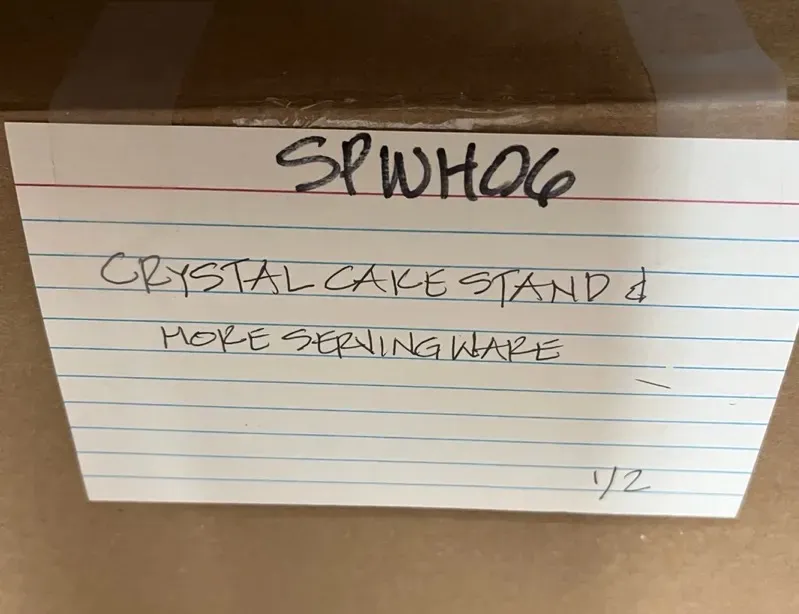 SPWH06
CRYSTAL CAKE STAND &
MORE SERVING WARE
1/2